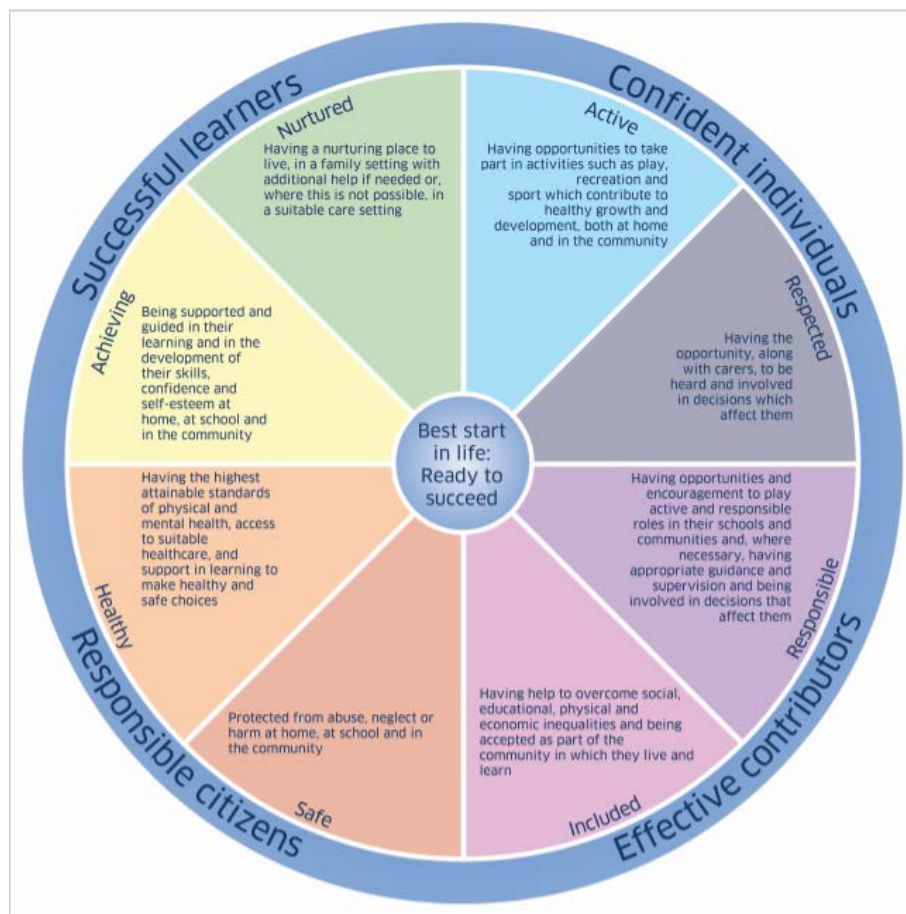 Successful learners
Confident individuals
Nurtured
Having a nurturing place to
live, in a family setting with
additional help if needed or,
where this is not possible, in
a suitable care setting
Active
Having opportunities to take
part in activities such as play,
recreation and
sport which contribute to
healthy growth and
development, both at home
and in the community
Achieving
Being supported and
guided in their
learning and in the
development of
their skills,
confidence and
self-esteem at
home, at school and
in the community
Respected
Having the
opportunity, along
with carers, to be
heard and involved
in decisions which
affect them
Best start
in life:
Ready to
succeed
Healthy
Having the highest
attainable standards
of physical and
mental health, access
to suitable
healthcare, and
support in learning to
make healthy and
safe choices
Responsible
Having opportunities and
encouragement to play
active and responsible
roles in their schools and
communities and, where
necessary, having
appropriate guidance and
supervision and being
involved in decisions that
affect them
Safe
Protected from abuse, neglect or
harm at home, at school and in
the community
Included
Having help to overcome social,
educational, physical and
economic inequalities and being
accepted as part of the
community in which they live and
learn
Responsible citizens
Effective contributors